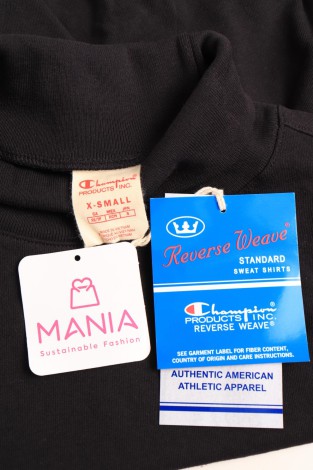 Champion
PRODUCTS INC.
X-SMALL
MANIA
Sustainable Fashion
Reverse Weave®
STANDARD
SWEAT SHIRTS
Champion
PRODUCTS INC.
REVERSE WEAVE®
SEE GARMENT LABEL FOR FIBER CONTENT,
COUNTRY OF ORIGIN AND CARE INSTRUCTIONS.
AUTHENTIC AMERICAN
ATHLETIC APPAREL